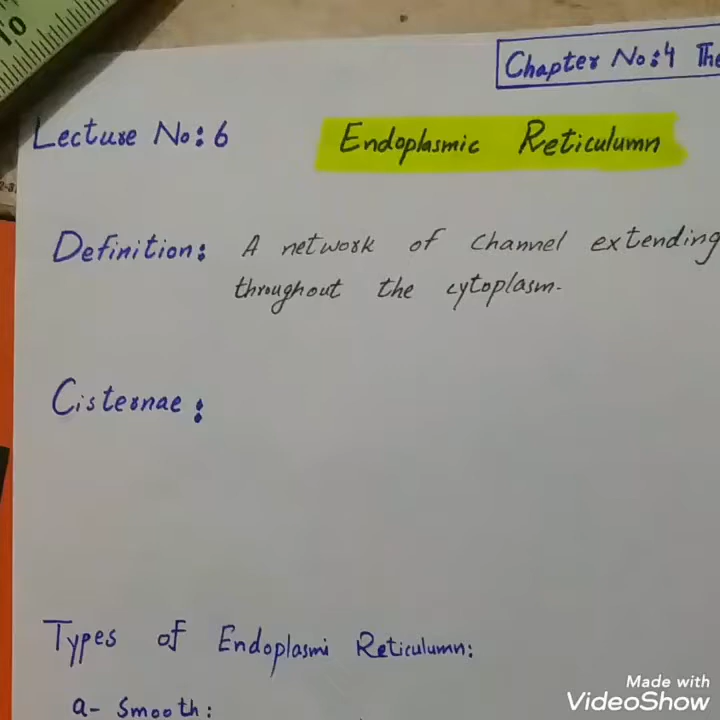 10
Chapter No:4 The
Lecture No: 6
Endoplasmic Reticulumn
Definition: A network of channel extending
throughout the cytoplasm.
Cisternae:
Types of Endoplasmi Reticulumn:
a- Smooth:
Made with
VideoShow